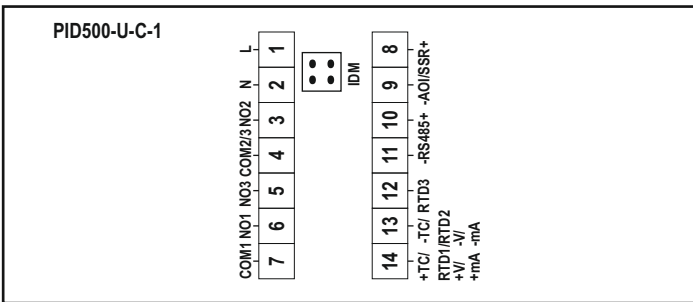 PID500-U-C-1
L
N
COM2/3 NO2
NO3
COM1 NO1
1
2
3
4
5
6
7
IDM
8
9
10
11
12
13
14
-AOI/SSR+
-RS485+
+TC/ -TC/ RTD3
RTD1/RTD2
+V/ -V/
+mA -mA